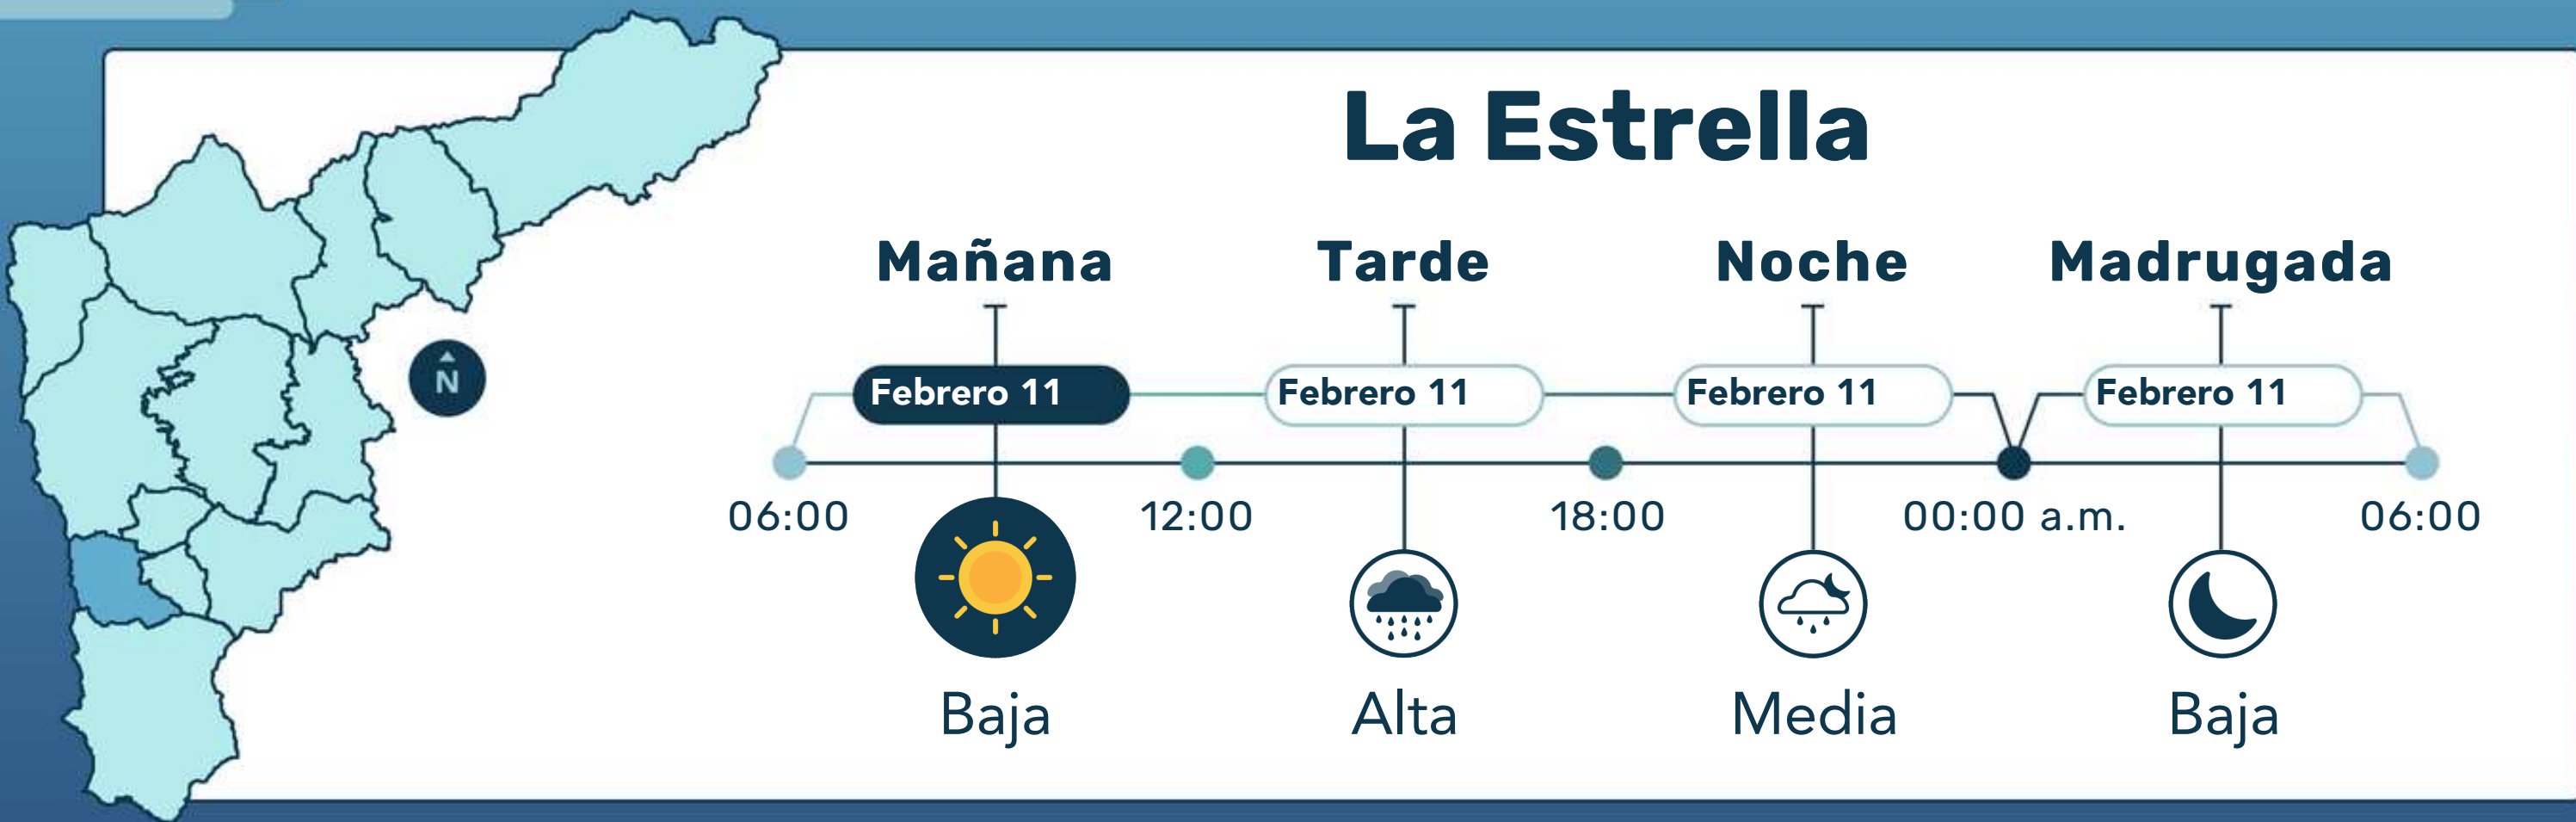 La Estrella
Mañana Tarde Noche Madrugada
N
Febrero 11 Febrero 11 Febrero 11 Febrero 11
06:00 12:00 18:00 00:00 a.m. 06:00
Baja Alta Media Baja